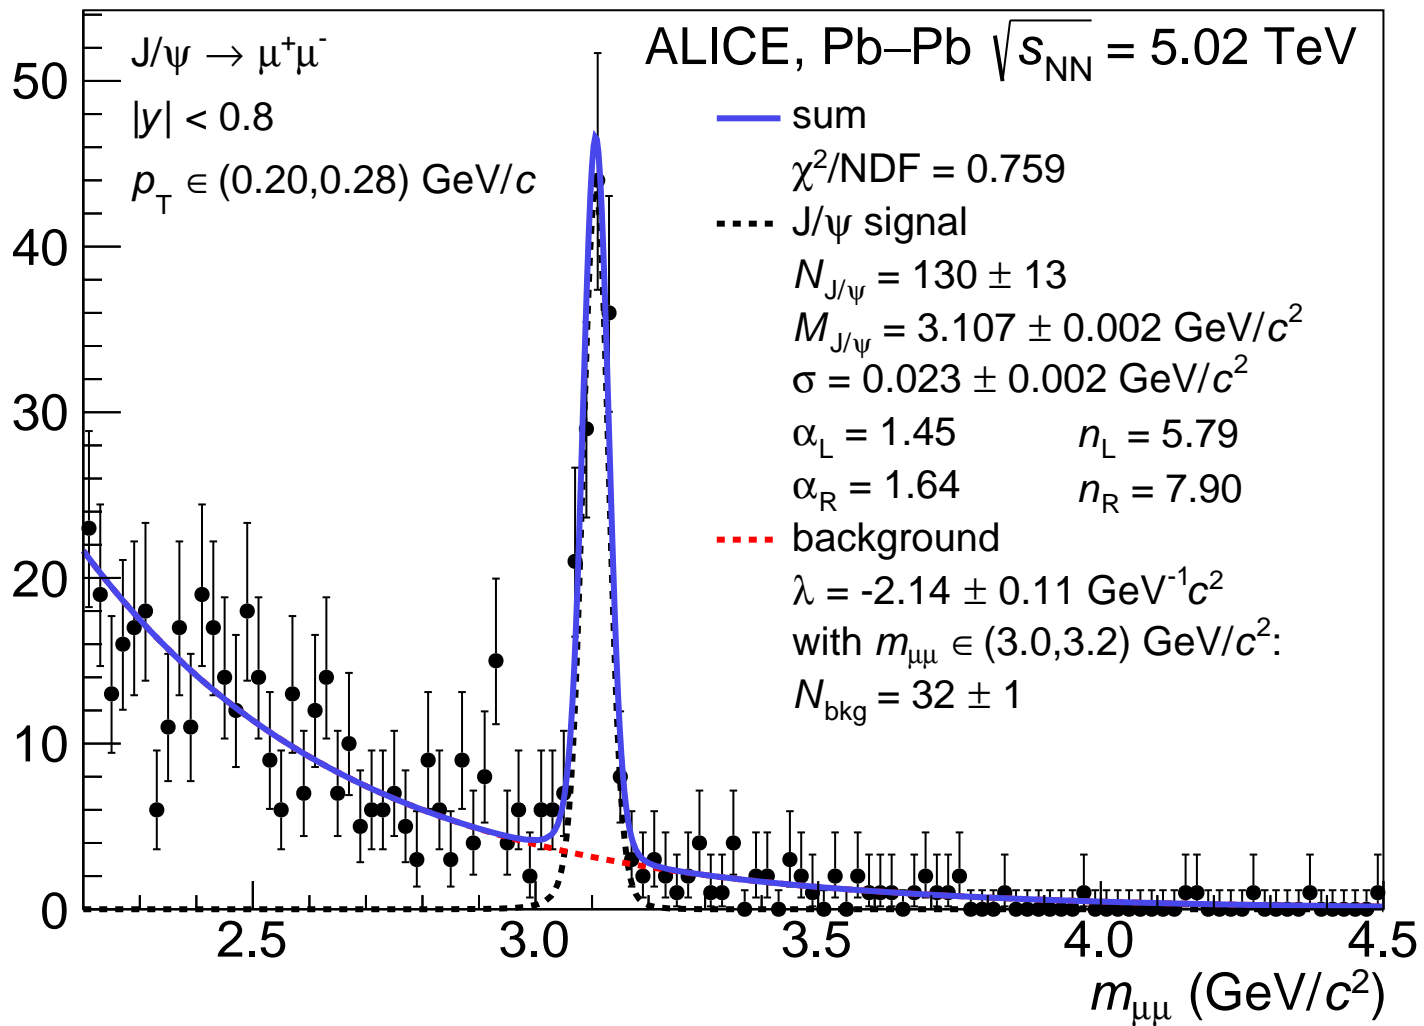 J/ψ → μ⁺μ⁻
|y| < 0.8
p_T ∈ (0.20,0.28) GeV/c
ALICE, Pb–Pb √s_NN = 5.02 TeV
sum
χ²/NDF = 0.759
J/ψ signal
N_J/ψ = 130 ± 13
M_J/ψ = 3.107 ± 0.002 GeV/c²
σ = 0.023 ± 0.002 GeV/c²
α_L = 1.45 n_L = 5.79
α_R = 1.64 n_R = 7.90
background
λ = -2.14 ± 0.11 GeV⁻¹c²
with m_μμ ∈ (3.0,3.2) GeV/c²:
N_bkg = 32 ± 1
50
40
30
20
10
0
2.5 3.0 3.5 4.0 4.5
m_μμ (GeV/c²)